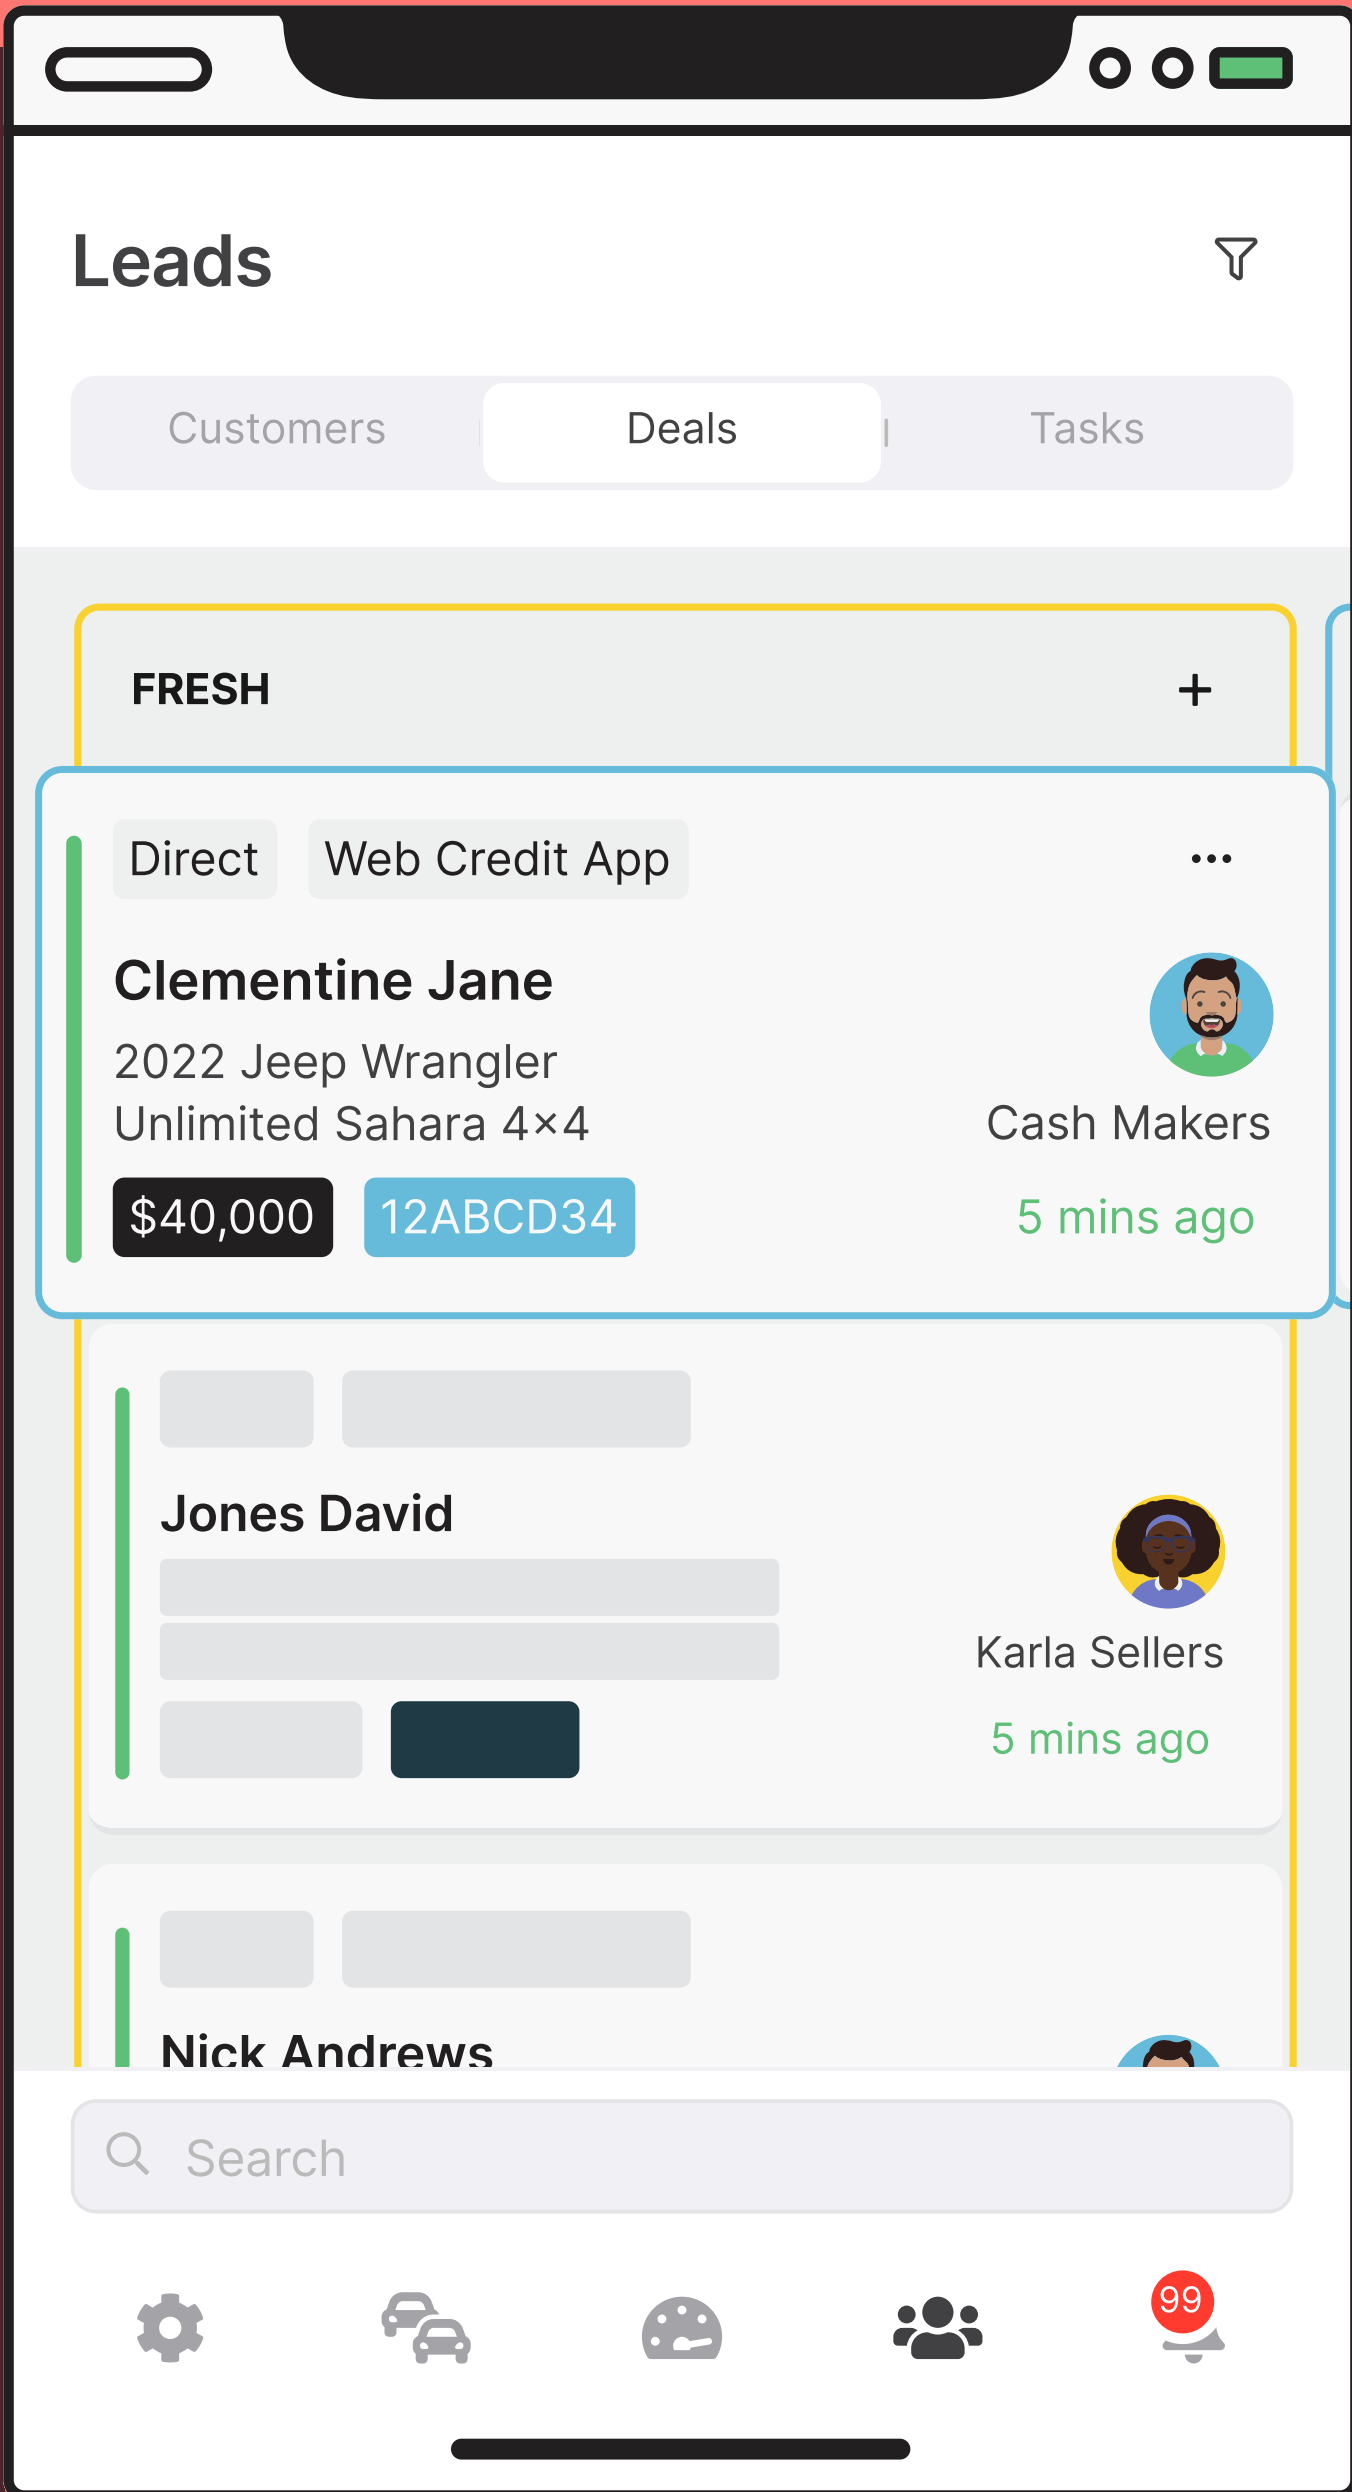 Leads
Customers
Deals
Tasks
FRESH
Direct
Web Credit App
Clementine Jane
2022 Jeep Wrangler
Unlimited Sahara 4×4
Cash Makers
$40,000
12ABCD34
5 mins ago
Jones David
Karla Sellers
5 mins ago
Nick Andrews
Search
99